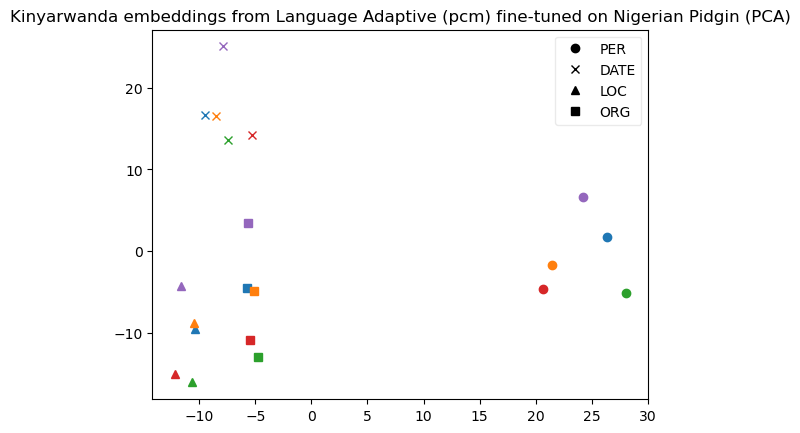 Kinyarwanda embeddings from Language Adaptive (pcm) fine-tuned on Nigerian Pidgin (PCA)
PER
DATE
LOC
ORG
20
10
0
−10
−10
−5
0
5
10
15
20
25
30